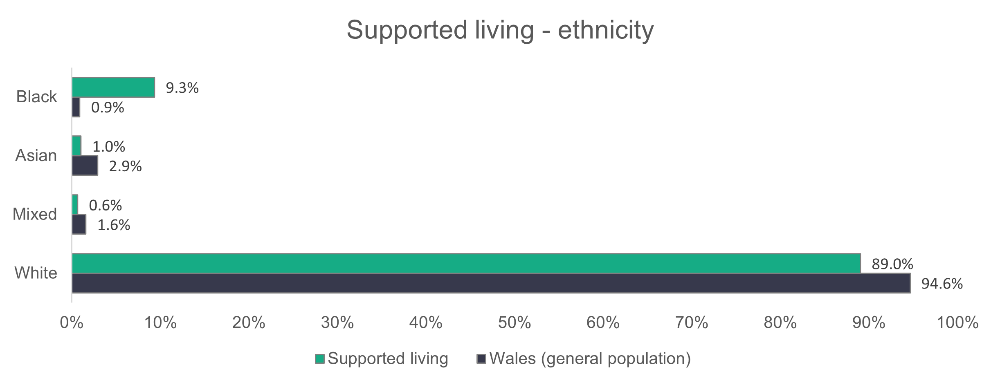 Supported living - ethnicity
Black
9.3%
0.9%
Asian
1.0%
2.9%
Mixed
0.6%
1.6%
White
89.0%
94.6%
0% 10% 20% 30% 40% 50% 60% 70% 80% 90% 100%
Supported living Wales (general population)